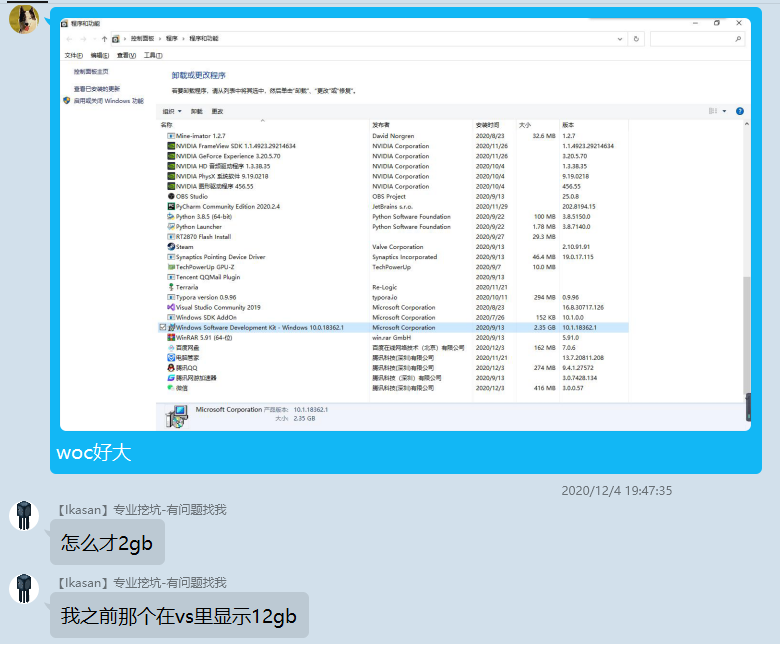 程序和功能
控制面板 › 程序 › 程序和功能
文件(F) 编辑(E) 查看(V) 工具(T)
控制面板主页
查看已安装的更新
启用或关闭 Windows 功能
卸载或更改程序
若要卸载程序，请从列表中将其选中，然后单击“卸载”、“更改”或“修复”。
组织 卸载 更改
名称 发布者 安装时间 大小 版本
Mine-imator 1.2.7 David Norgren 2020/8/23 32.6 MB 1.2.7
NVIDIA FrameView SDK 1.1.4923.29214634 NVIDIA Corporation 2020/11/26 1.1.4923.29214634
NVIDIA GeForce Experience 3.20.5.70 NVIDIA Corporation 2020/11/26 3.20.5.70
NVIDIA HD 音频驱动程序 1.3.38.35 NVIDIA Corporation 2020/10/4 1.3.38.35
NVIDIA PhysX 系统软件 9.19.0218 NVIDIA Corporation 2020/10/4 9.19.0218
NVIDIA 图形驱动程序 456.55 NVIDIA Corporation 2020/10/4 456.55
OBS Studio OBS Project 2020/9/13 25.0.8
PyCharm Community Edition 2020.2.4 JetBrains s.r.o. 2020/11/29 202.8194.15
Python 3.8.5 (64-bit) Python Software Foundation 2020/9/22 100 MB 3.8.5150.0
Python Launcher Python Software Foundation 2020/9/22 1.78 MB 3.8.7140.0
RT2870 Flash Install 2020/9/27 29.3 MB
Steam Valve Corporation 2020/9/13 2.10.91.91
Synaptics Pointing Device Driver Synaptics Incorporated 2020/9/13 46.4 MB 19.0.17.115
TechPowerUp GPU-Z TechPowerUp 2020/9/7 10.0 MB
Tencent QQMail Plugin 2020/9/13
Terraria Re-Logic 2020/11/21
Typora version 0.9.96 typora.io 2020/10/11 294 MB 0.9.96
Visual Studio Community 2019 Microsoft Corporation 2020/8/23 16.8.30717.126
Windows SDK AddOn Microsoft Corporation 2020/7/26 152 KB 10.1.0.0
Windows Software Development Kit - Windows 10.0.18362.1 Microsoft Corporation 2020/9/13 2.35 GB 10.1.18362.1
WinRAR 5.91 (64-位) win.rar GmbH 2020/9/13 5.91.0
百度网盘 百度在线网络技术（北京）有限公司 2020/12/3 162 MB 7.0.6
电脑管家 腾讯科技(深圳)有限公司 2020/11/21 13.7.20811.208
腾讯QQ 腾讯科技(深圳)有限公司 2020/12/3 274 MB 9.4.1.27572
腾讯网游加速器 腾讯科技（深圳）有限公司 2020/9/13 3.0.7428.134
微信 腾讯科技(深圳)有限公司 2020/12/3 416 MB 3.0.0.57
Microsoft Corporation 产品版本: 10.1.18362.1
大小: 2.35 GB
woc好大
2020/12/4 19:47:35
【Ikasan】专业挖坑-有问题找我
怎么才2gb
【Ikasan】专业挖坑-有问题找我
我之前那个在vs里显示12gb